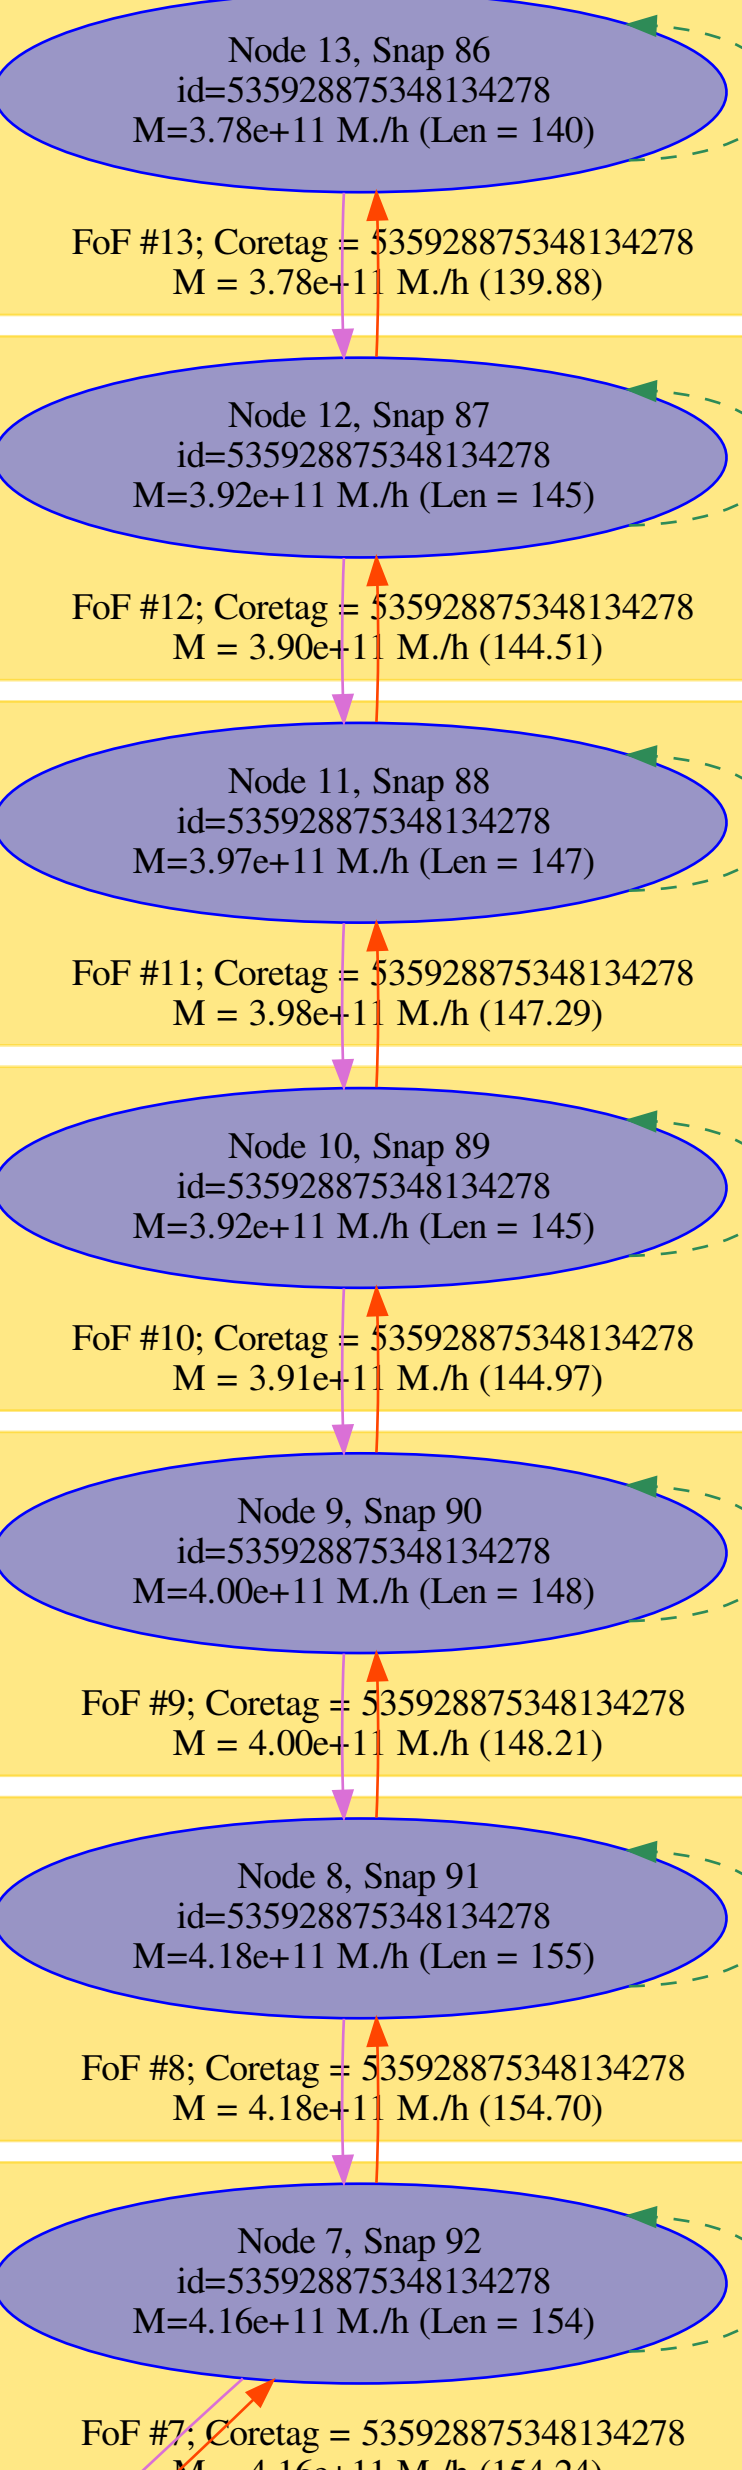 Node 13, Snap 86
id=535928875348134278
M=3.78e+11 M./h (Len = 140)
FoF #13; Coretag = 535928875348134278
M = 3.78e+11 M./h (139.88)
Node 12, Snap 87
id=535928875348134278
M=3.92e+11 M./h (Len = 145)
FoF #12; Coretag = 535928875348134278
M = 3.90e+11 M./h (144.51)
Node 11, Snap 88
id=535928875348134278
M=3.97e+11 M./h (Len = 147)
FoF #11; Coretag = 535928875348134278
M = 3.98e+11 M./h (147.29)
Node 10, Snap 89
id=535928875348134278
M=3.92e+11 M./h (Len = 145)
FoF #10; Coretag = 535928875348134278
M = 3.91e+11 M./h (144.97)
Node 9, Snap 90
id=535928875348134278
M=4.00e+11 M./h (Len = 148)
FoF #9; Coretag = 535928875348134278
M = 4.00e+11 M./h (148.21)
Node 8, Snap 91
id=535928875348134278
M=4.18e+11 M./h (Len = 155)
FoF #8; Coretag = 535928875348134278
M = 4.18e+11 M./h (154.70)
Node 7, Snap 92
id=535928875348134278
M=4.16e+11 M./h (Len = 154)
FoF #7; Coretag = 535928875348134278
M = 4.16e+11 M./h (154.24)